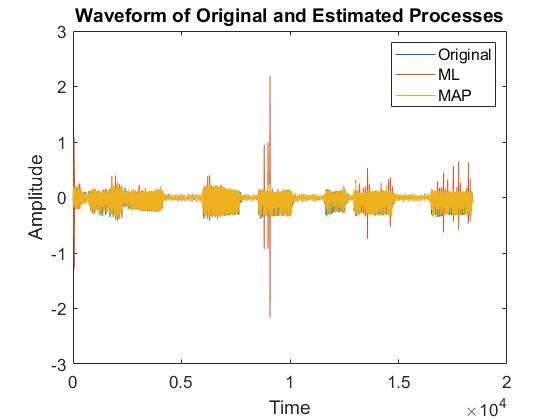 Waveform of Original and Estimated Processes
Original
ML
MAP
Amplitude
3
2
1
0
-1
-2
-3
0
0.5
1
1.5
2
×10^4
Time